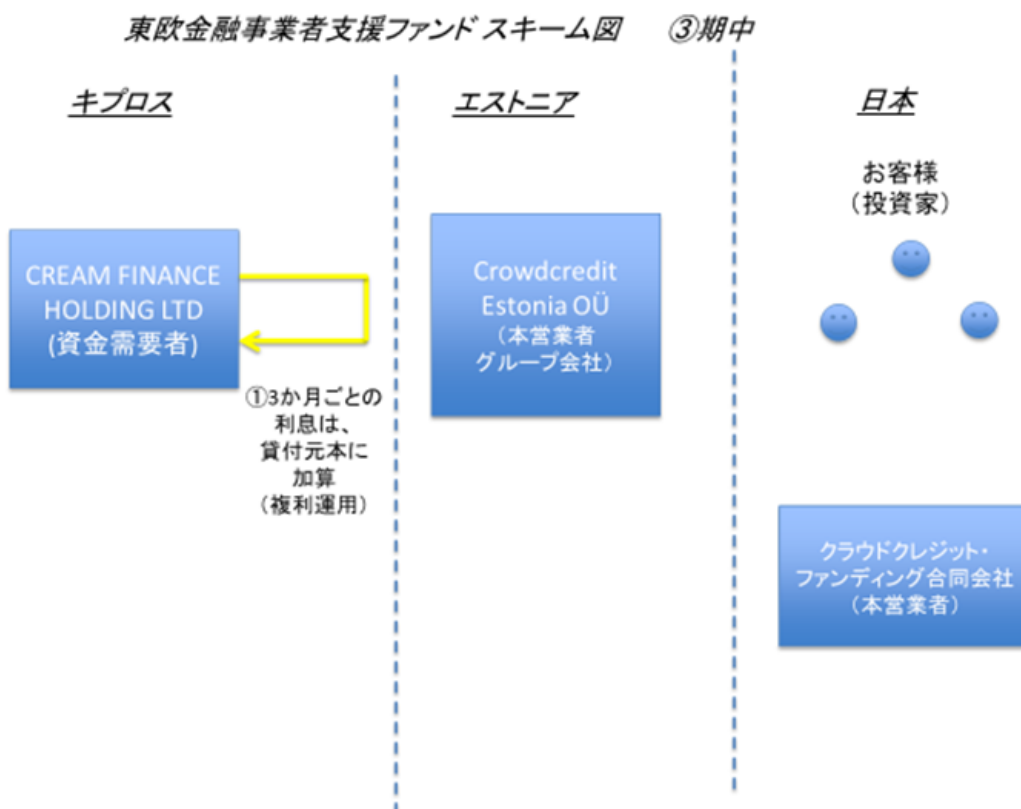 東欧金融事業者支援ファンド スキーム図　③期中
キプロス
エストニア
日本
お客様
（投資家）
CREAM FINANCE
HOLDING LTD
(資金需要者)
Crowdcredit
Estonia OÜ
（本営業者
グループ会社）
①3か月ごとの
利息は、
貸付元本に
加算
（複利運用）
クラウドクレジット・
ファンディング合同会社
（本営業者）